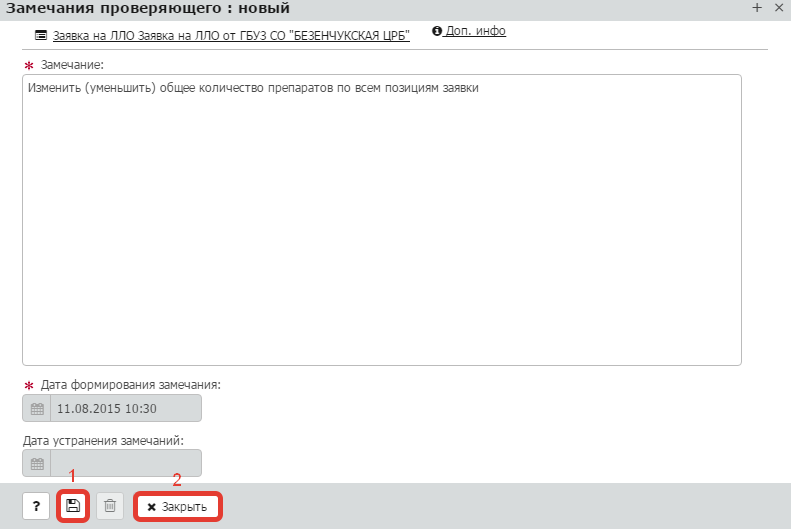 Замечания проверяющего : новый
Заявка на ЛЛО Заявка на ЛЛО от ГБУЗ СО "БЕЗЕНЧУКСКАЯ ЦРБ" Доп. инфо
* Замечание:
Изменить (уменьшить) общее количество препаратов по всем позициям заявки
* Дата формирования замечания:
11.08.2015 10:30
Дата устранения замечаний:
1 2
? Закрыть